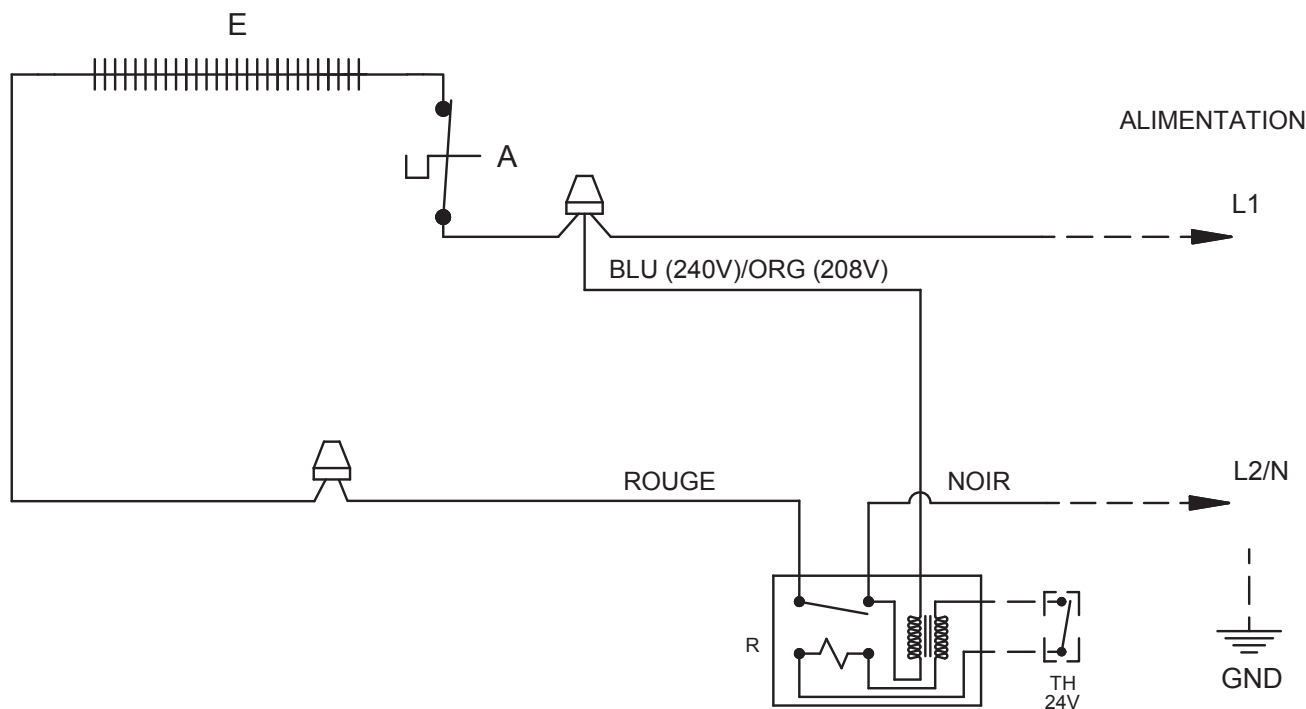 E
ALIMENTATION
A
L1
BLU (240V)/ORG (208V)
L2/N
ROUGE
NOIR
R
TH
24V
GND